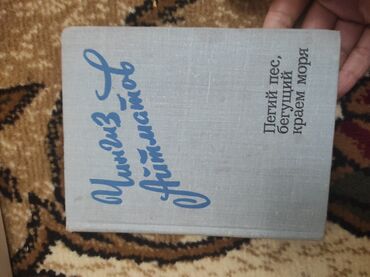 Чингиз
Айтматов
Пегий пес,
бегущий
краем моря